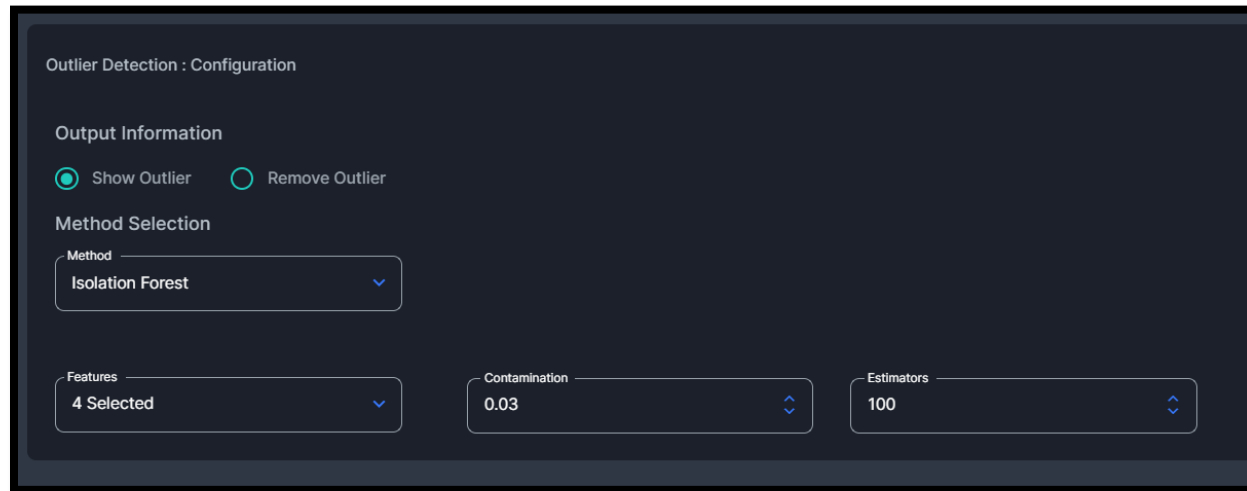 Outlier Detection : Configuration
Output Information
Show Outlier Remove Outlier
Method Selection
Method
Isolation Forest
Features Contamination Estimators
4 Selected 0.03 100